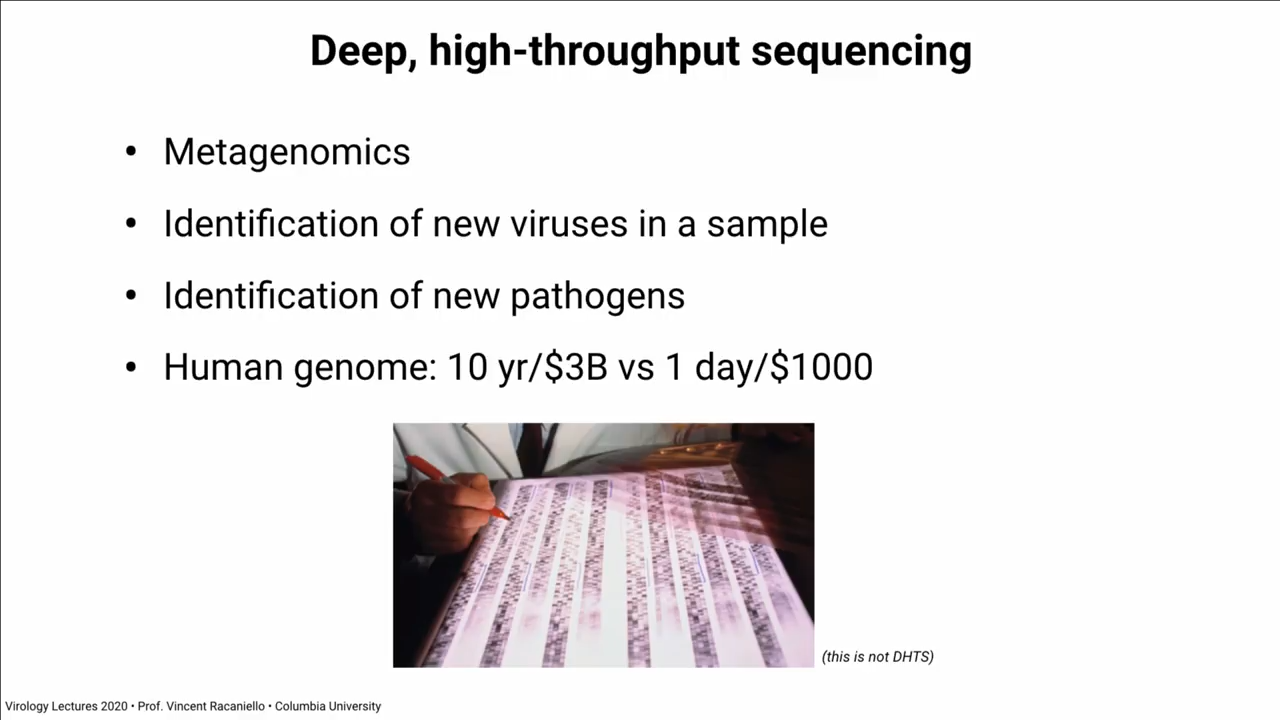 Deep, high-throughput sequencing
• Metagenomics
• Identification of new viruses in a sample
• Identification of new pathogens
• Human genome: 10 yr/$3B vs 1 day/$1000
(this is not DHTS)
Virology Lectures 2020 • Prof. Vincent Racaniello • Columbia University